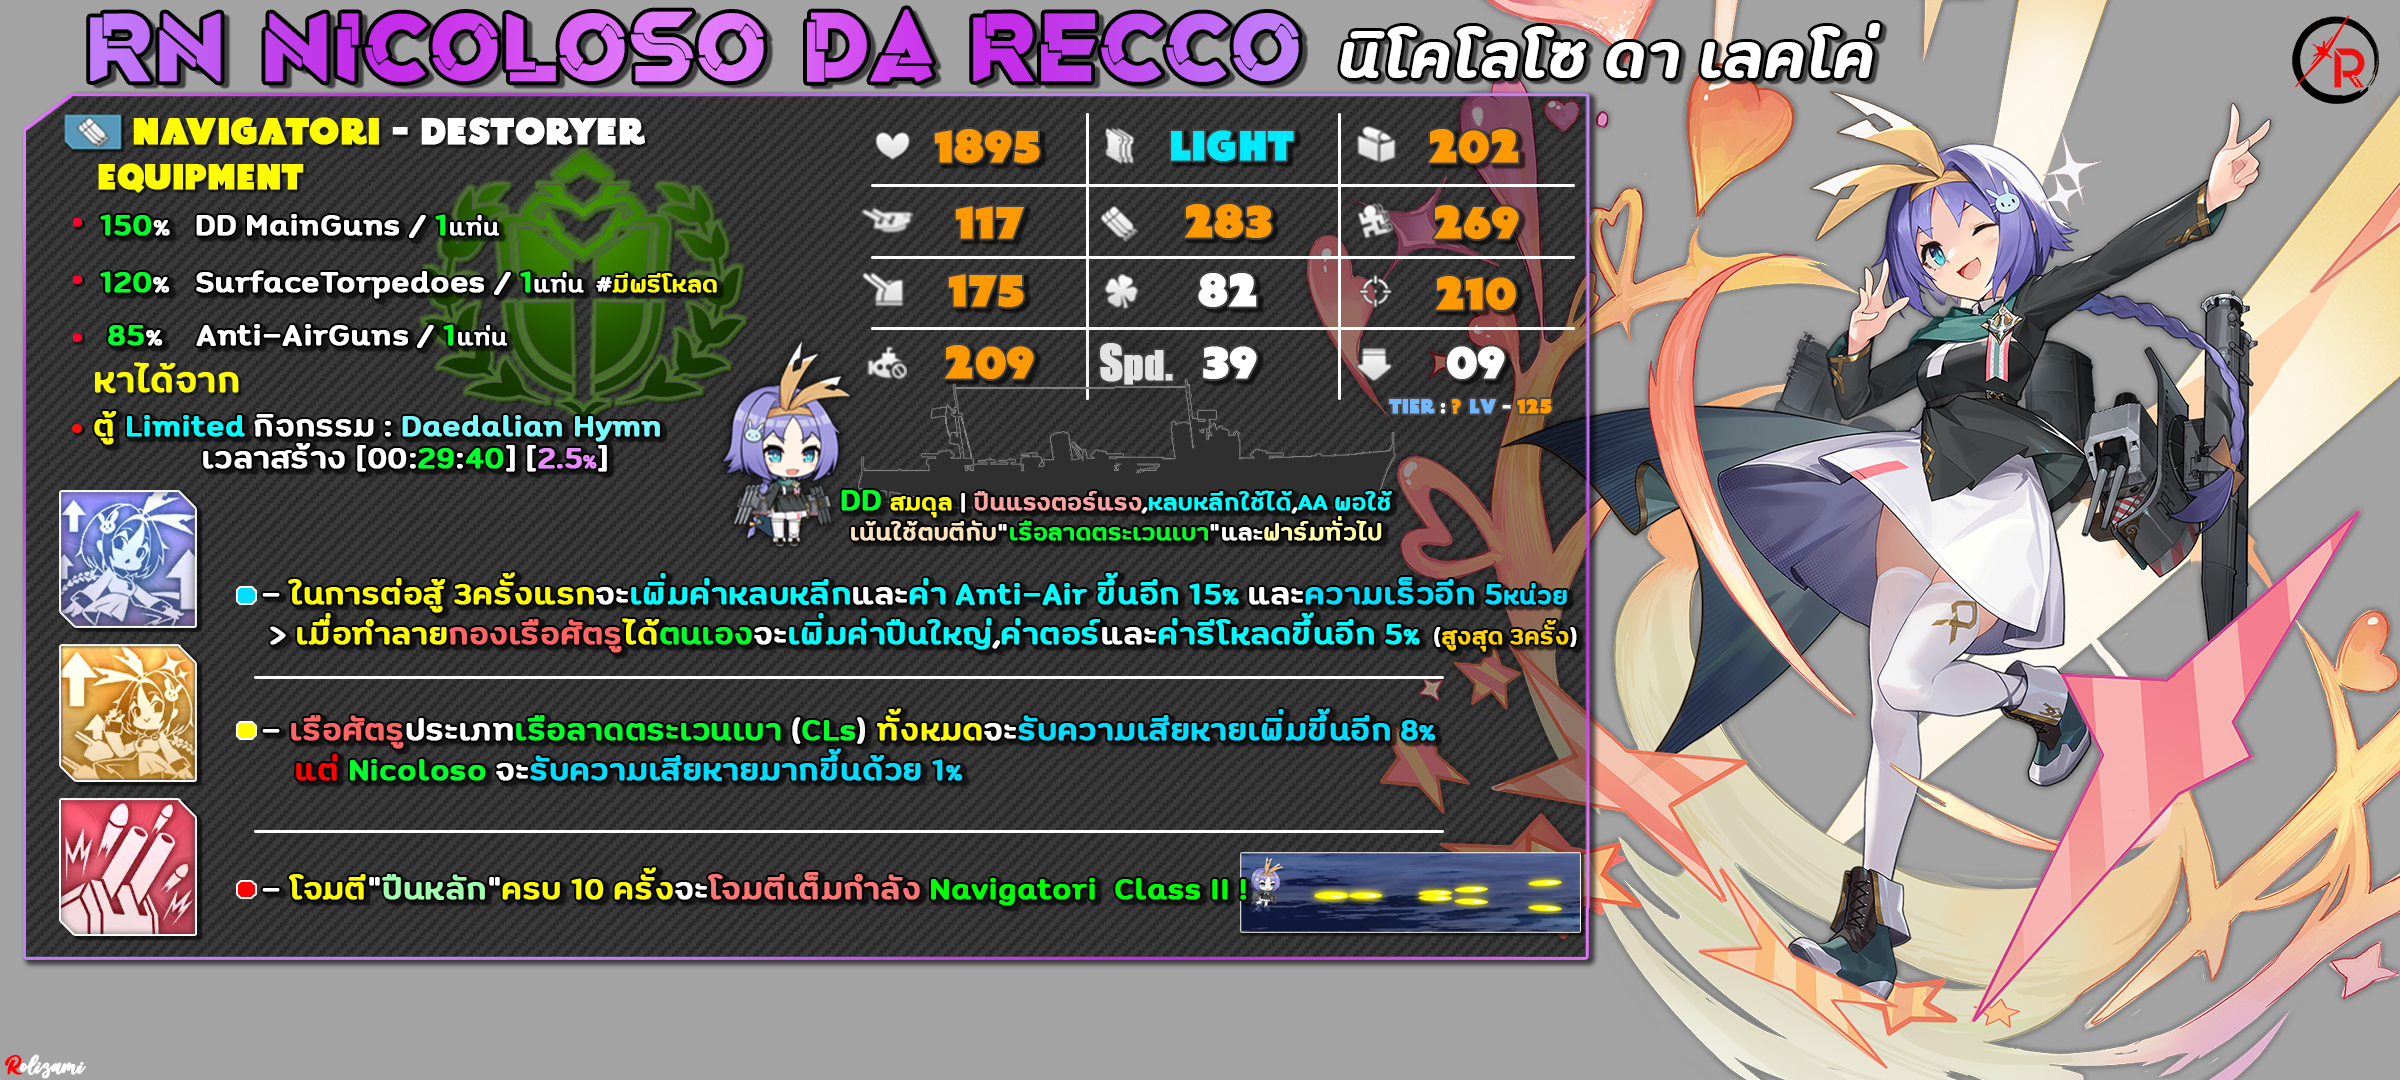 RN NICOLOSO DA RECCO นิโคโลโซ ดา เลคโค่
R
NAVIGATORI - DESTORYER
EQUIPMENT
150% DD MainGuns / 1แท่น
120% SurfaceTorpedoes / 1แท่น #มีพรีโหลด
85% Anti-AirGuns / 1แท่น
หาได้จาก
ตู้ Limited กิจกรรม : Daedalian Hymn
เวลาสร้าง [00:29:40] [2.5%]
1895 LIGHT 202
117 283 269
175 82 210
209 Spd. 39 09
TIER : ? LV - 125
DD สมดุล | ปืนแรงตอร์แรง,หลบหลีกใช้ได้,AA พอใช้
เน้นใช้ตบตีกับ"เรือลาดตระเวนเบา"และฟาร์มทั่วไป
- ในการต่อสู้ 3ครั้งแรกจะเพิ่มค่าหลบหลีกและค่า Anti-Air ขึ้นอีก 15% และความเร็วอีก 5หน่วย
> เมื่อทำลายกองเรือศัตรูได้ตนเองจะเพิ่มค่าปืนใหญ่,ค่าตอร์และค่ารีโหลดขึ้นอีก 5% (สูงสุด 3ครั้ง)
- เรือศัตรูประเภทเรือลาดตระเวนเบา (CLs) ทั้งหมดจะรับความเสียหายเพิ่มขึ้นอีก 8%
แต่ Nicoloso จะรับความเสียหายมากขึ้นด้วย 1%
- โจมตี"ปืนหลัก"ครบ 10 ครั้งจะโจมตีเต็มกำลัง Navigatori Class II !
Rolizami